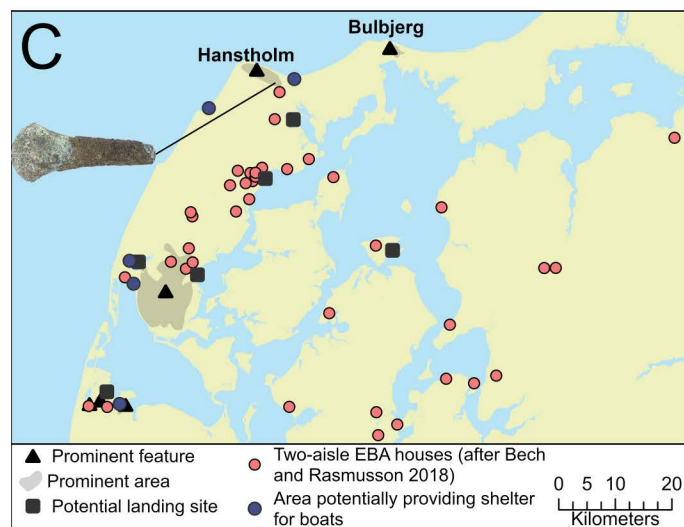 C
Bulbjerg
Hanstholm
Prominent feature
Prominent area
Potential landing site
Two-aisle EBA houses (after Bech
and Rasmusson 2018)
Area potentially providing shelter
for boats
0 5 10 20
Kilometers